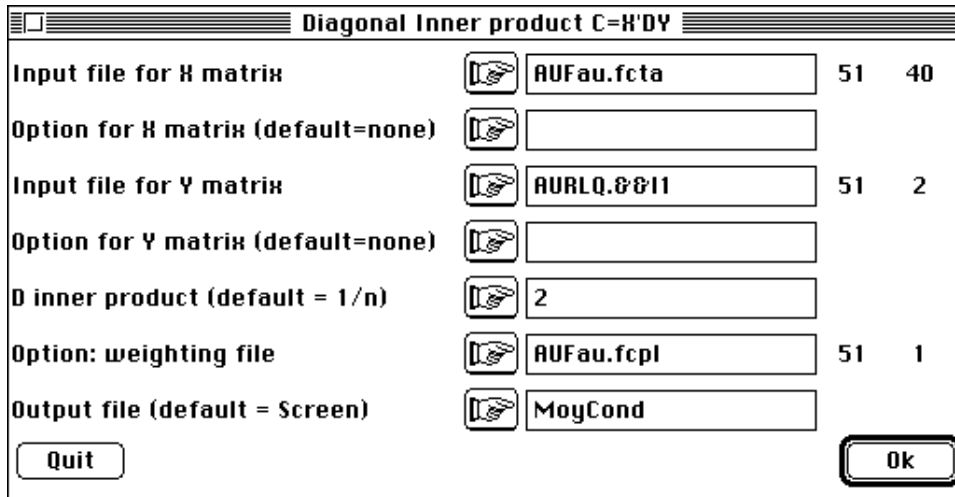 Diagonal Inner product C=X'DY
Input file for X matrix AUFau.fcta 51 40
Option for X matrix (default=none)
Input file for Y matrix AURLQ.&&l1 51 2
Option for Y matrix (default=none)
D inner product (default = 1/n) 2
Option: weighting file AUFau.fcpl 51 1
Output file (default = Screen) MoyCond
Quit Ok